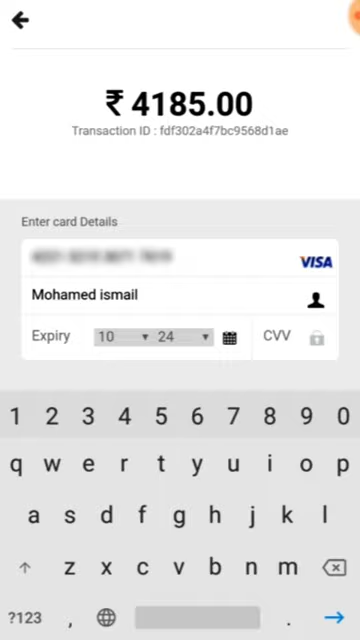 ₹ 4185.00
Transaction ID : fdf302a4f7bc9568d1ae
Enter card Details
VISA
Mohamed ismail
Expiry 10 24 CVV
1 2 3 4 5 6 7 8 9 0
q w e r t y u i o p
a s d f g h j k l
z x c v b n m
?123 , .